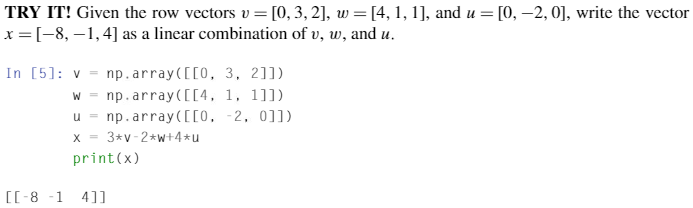 TRY IT! Given the row vectors v = [0, 3, 2], w = [4, 1, 1], and u = [0, −2, 0], write the vector
x = [−8, −1, 4] as a linear combination of v, w, and u.
In [5]: v = np.array([[0, 3, 2]])
w = np.array([[4, 1, 1]])
u = np.array([[0, -2, 0]])
x = 3*v-2*w+4*u
print(x)
[[-8 -1  4]]